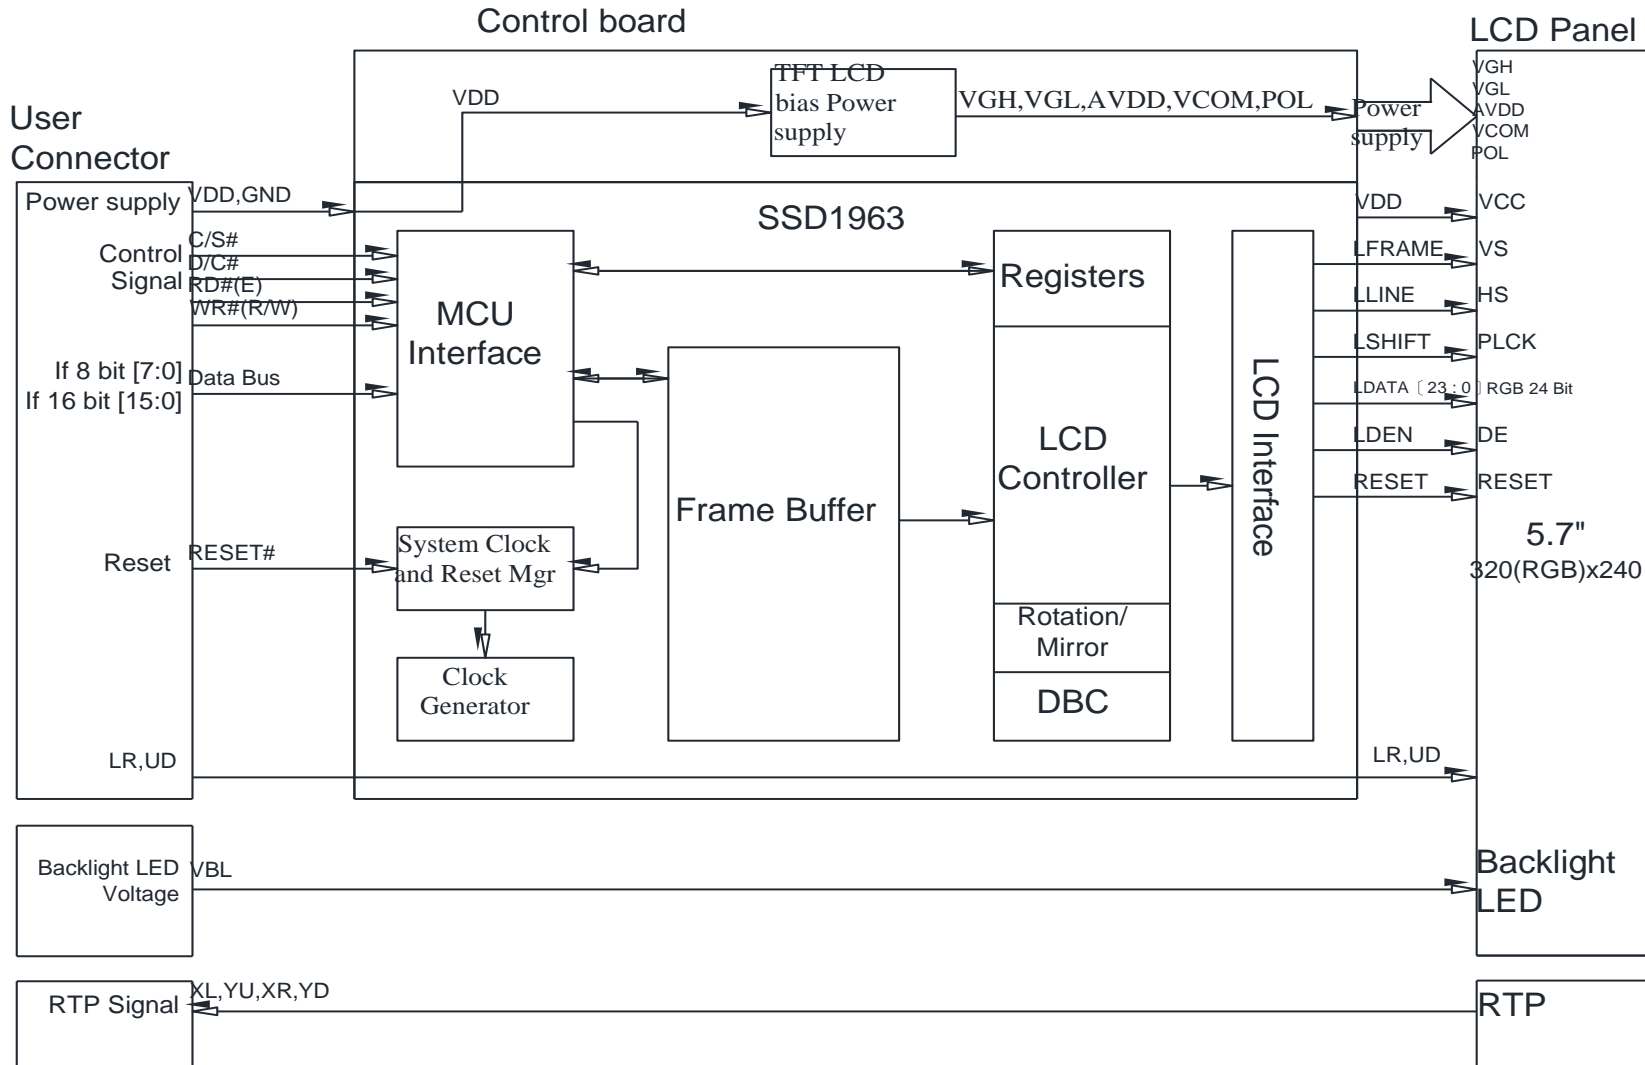 Control board
LCD Panel
User
Connector
VDD
TFT LCD
bias Power
supply
VGH,VGL,AVDD,VCOM,POL
Power
supply
VGH
VGL
AVDD
VCOM
POL
Power supply
VDD,GND
SSD1963
VDD
VCC
Control
Signal
C/S#
D/C#
RD#(E)
WR#(R/W)
MCU
Interface
Registers
LFRAME
VS
LLINE
HS
LSHIFT
PLCK
If 8 bit [7:0]
If 16 bit [15:0]
Data Bus
LDATA〔23:0〕RGB 24 Bit
LDEN
DE
RESET
RESET
LCD
Controller
LCD Interface
Frame Buffer
5.7"
320(RGB)x240
Reset
RESET#
System Clock
and Reset Mgr
Rotation/
Mirror
Clock
Generator
DBC
LR,UD
LR,UD
Backlight LED
Voltage
VBL
Backlight
LED
RTP Signal
XL,YU,XR,YD
RTP